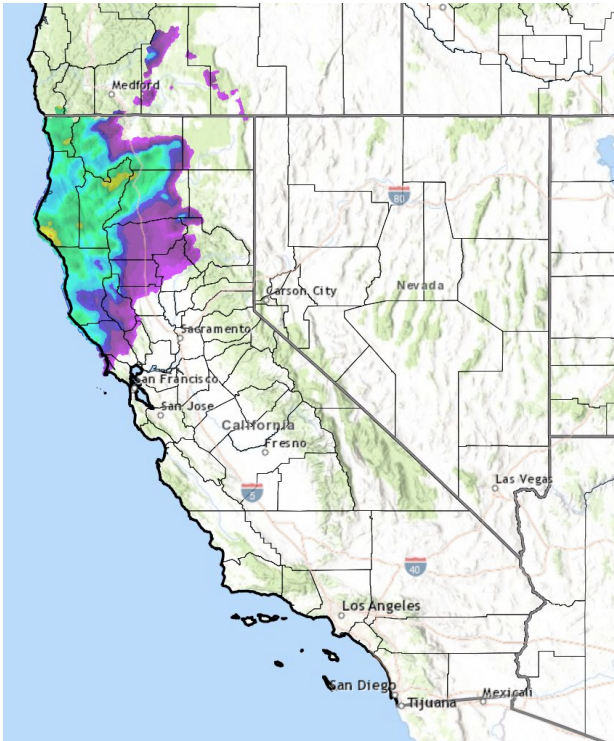 Medford
80
Carson City
Nevada
Sacramento
San Francisco
San Jose
California
Fresno
Las Vegas
5
40
Los Angeles
San Diego
Tijuana
Mexicali